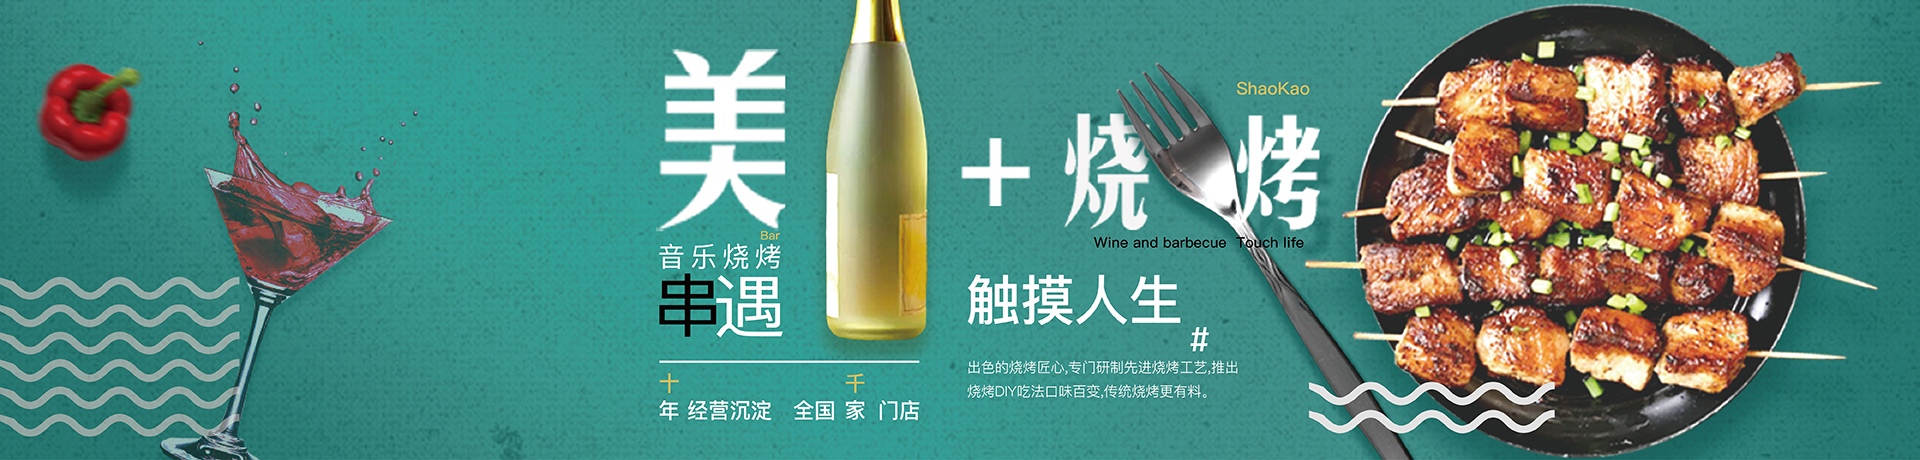 美
Bar
音乐烧烤
串遇
十 千
年 经营沉淀 全国 家 门店
+
烧烤
ShaoKao
Wine and barbecue Touch life
触摸人生
#
出色的烧烤匠心,专门研制先进烧烤工艺,推出
烧烤DIY吃法口味百变,传统烧烤更有料。